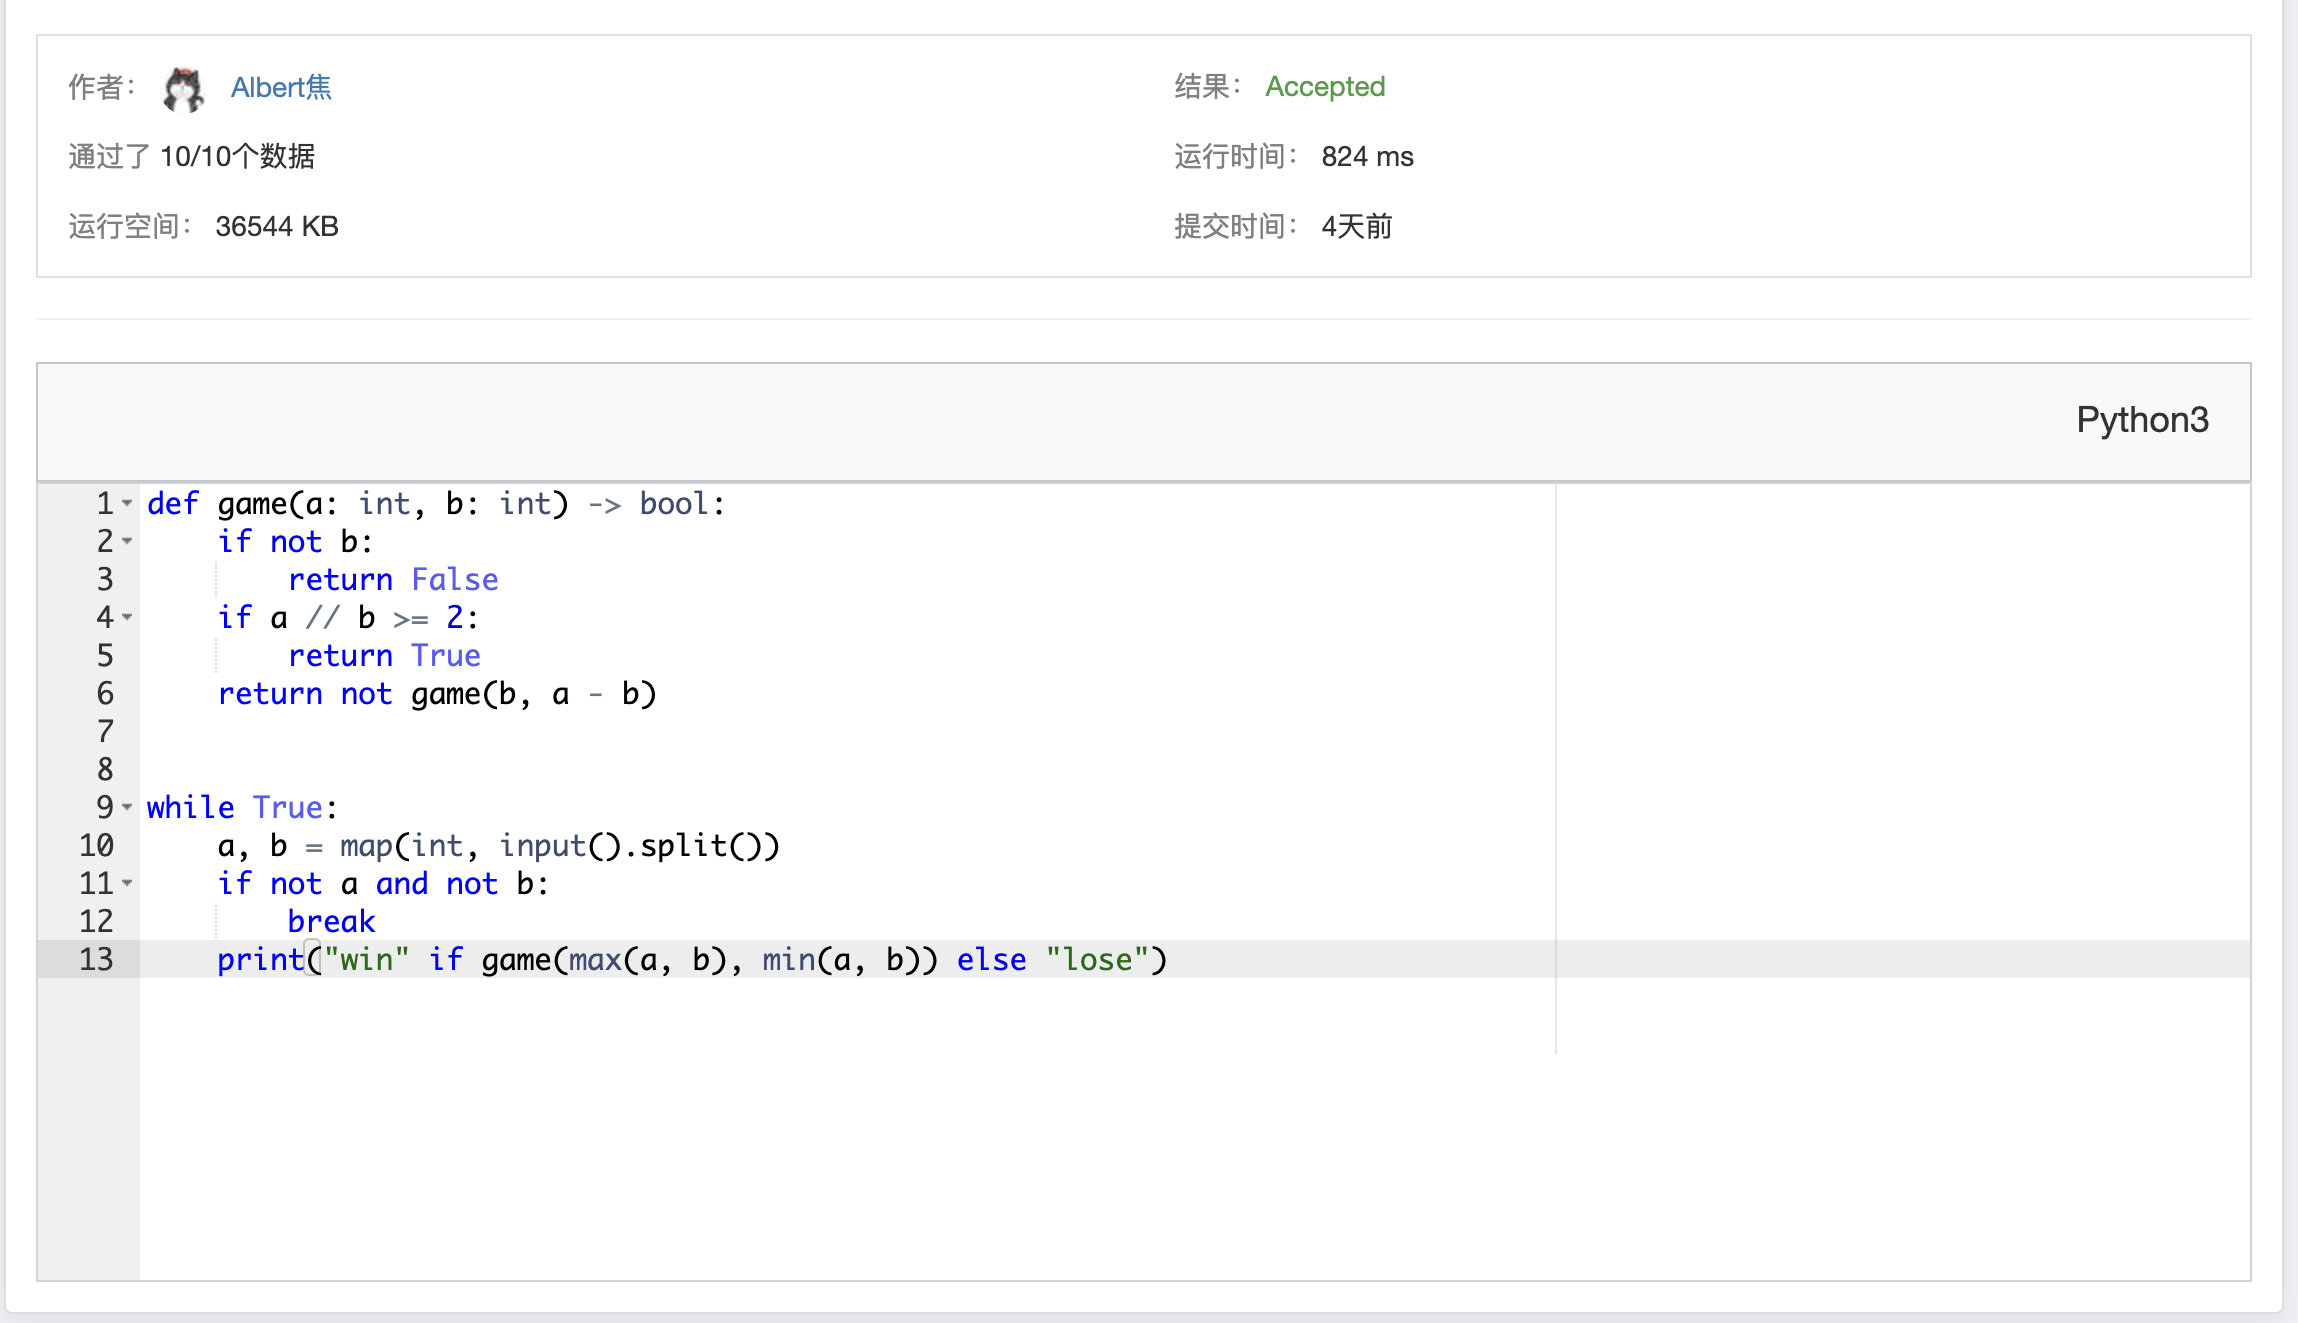 作者： Albert焦
结果： Accepted
通过了 10/10个数据
运行时间： 824 ms
运行空间： 36544 KB
提交时间： 4天前
Python3
1 def game(a: int, b: int) -> bool:
2     if not b:
3         return False
4     if a // b >= 2:
5         return True
6     return not game(b, a - b)
7
8
9 while True:
10     a, b = map(int, input().split())
11     if not a and not b:
12         break
13     print("win" if game(max(a, b), min(a, b)) else "lose")